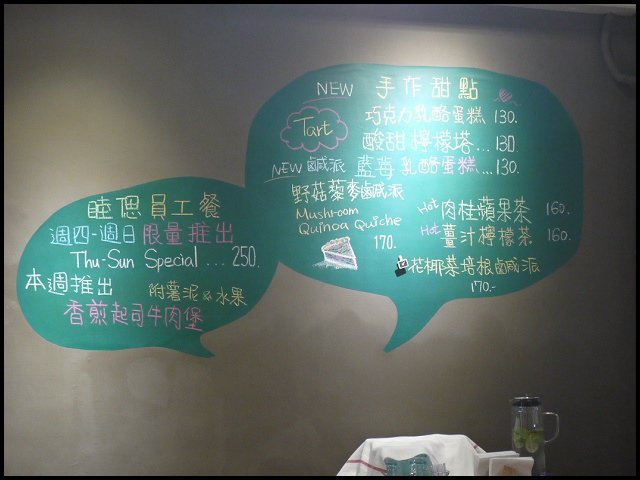 睦偲員工餐
週四-週日限量推出
Thu-Sun Special ... 250.
本週推出
附薯泥&水果
香煎起司牛肉堡
NEW 手作甜點
巧克力乳酪蛋糕 130.
Tart 酸甜檸檬塔... 130
NEW 鹹派 藍莓乳酪蛋糕...130.
野菇藜麥鹹派
Mushroom
Quinoa Quiche
170.
Hot 肉桂蘋果茶 160.
Hot 薑汁檸檬茶 160.
花椰菜培根鹹派
170.-